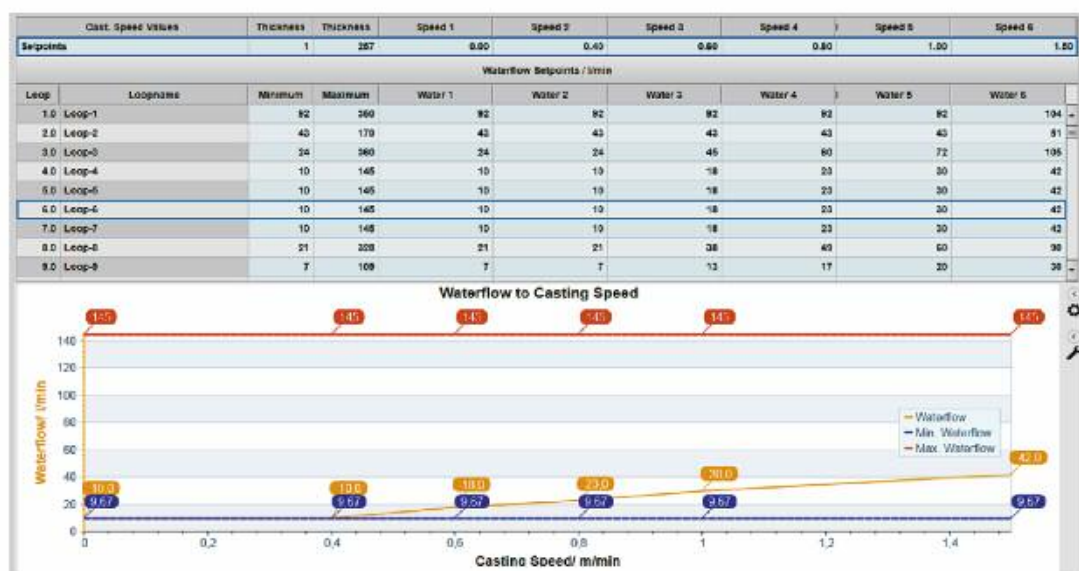 Cast. Speed Values Thickness Thickness Speed 1 Speed 2 Speed 3 Speed 4 Speed 5 Speed 6
Setpoints 1 267 0.00 0.40 0.60 0.80 1.00 1.50
Waterflow Setpoints / l/min
Loop Loopname Minimum Maximum Water 1 Water 2 Water 3 Water 4 Water 5 Water 6
1.0 Loop-1 92 360 92 92 92 92 92 104
2.0 Loop-2 43 170 43 43 43 43 43 51
3.0 Loop-3 24 360 24 24 45 60 72 105
4.0 Loop-4 10 145 10 10 18 23 30 42
5.0 Loop-5 10 145 10 10 18 23 30 42
6.0 Loop-6 10 145 10 10 18 23 30 42
7.0 Loop-7 10 145 10 10 18 23 30 42
8.0 Loop-8 21 328 21 21 38 49 60 90
9.0 Loop-9 7 109 7 7 13 17 20
Waterflow to Casting Speed
145 145 145 145 145 145
140
120
100
80
60
40
20
0
Waterflow/ l/min
Waterflow
Min. Waterflow
Max. Waterflow
10,0 10,0 18,0 23,0 30,0 42,0
9,67 9,67 9,67 9,67 9,67 9,67
0 0,2 0,4 0,6 0,8 1 1,2 1,4
Casting Speed/ m/min